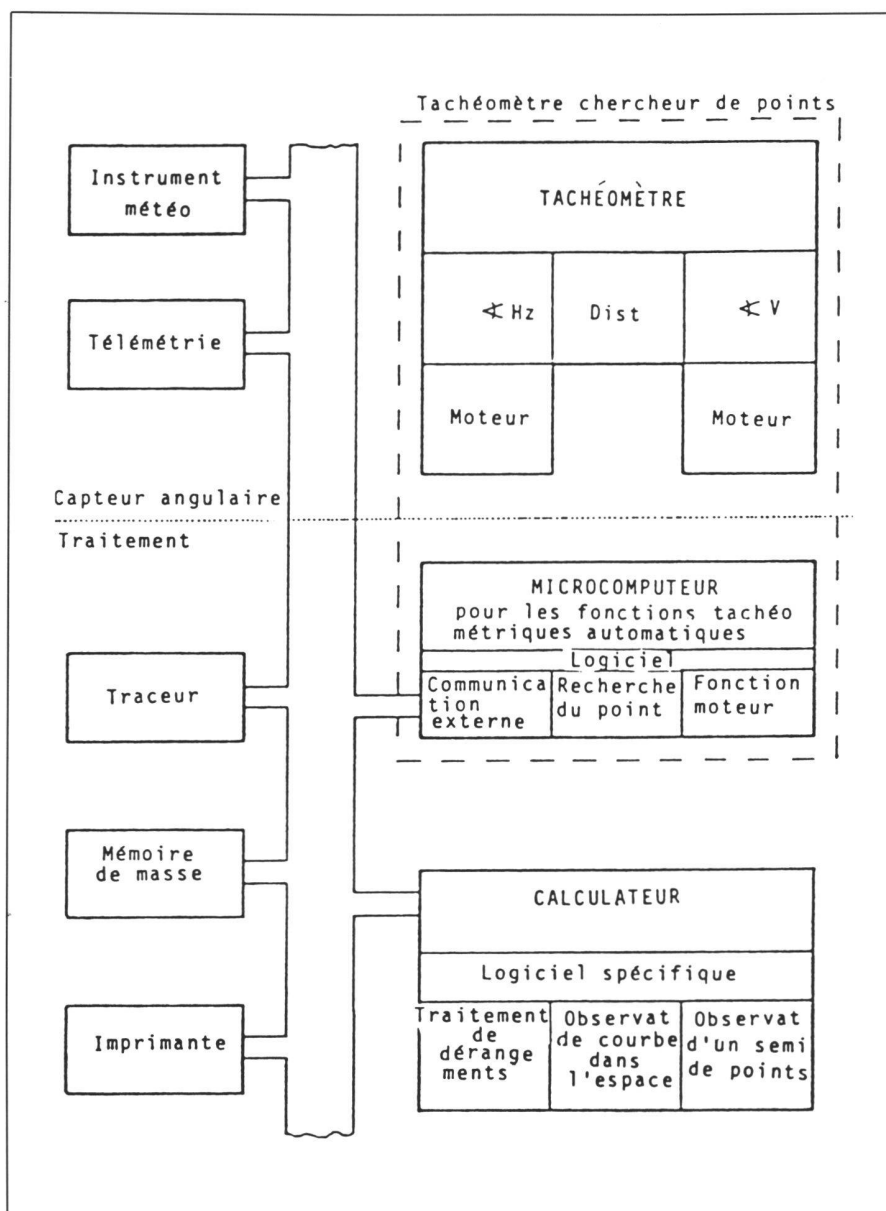 Tachéomètre chercheur de points
Instrument
météo
TACHÉOMÈTRE
∢ Hz
Dist
∢ V
Télémétrie
Moteur
Moteur
Capteur angulaire
Traitement
MICROCOMPUTEUR
pour les fonctions tachéo
métriques automatiques
Logiciel
Communica
tion
externe
Recherche
du point
Fonction
moteur
Traceur
Mémoire
de masse
CALCULATEUR
Logiciel spécifique
Traitement
de
dérange
ments
Observat
de courbe
dans
l'espace
Observat
d'un semi
de points
Imprimante